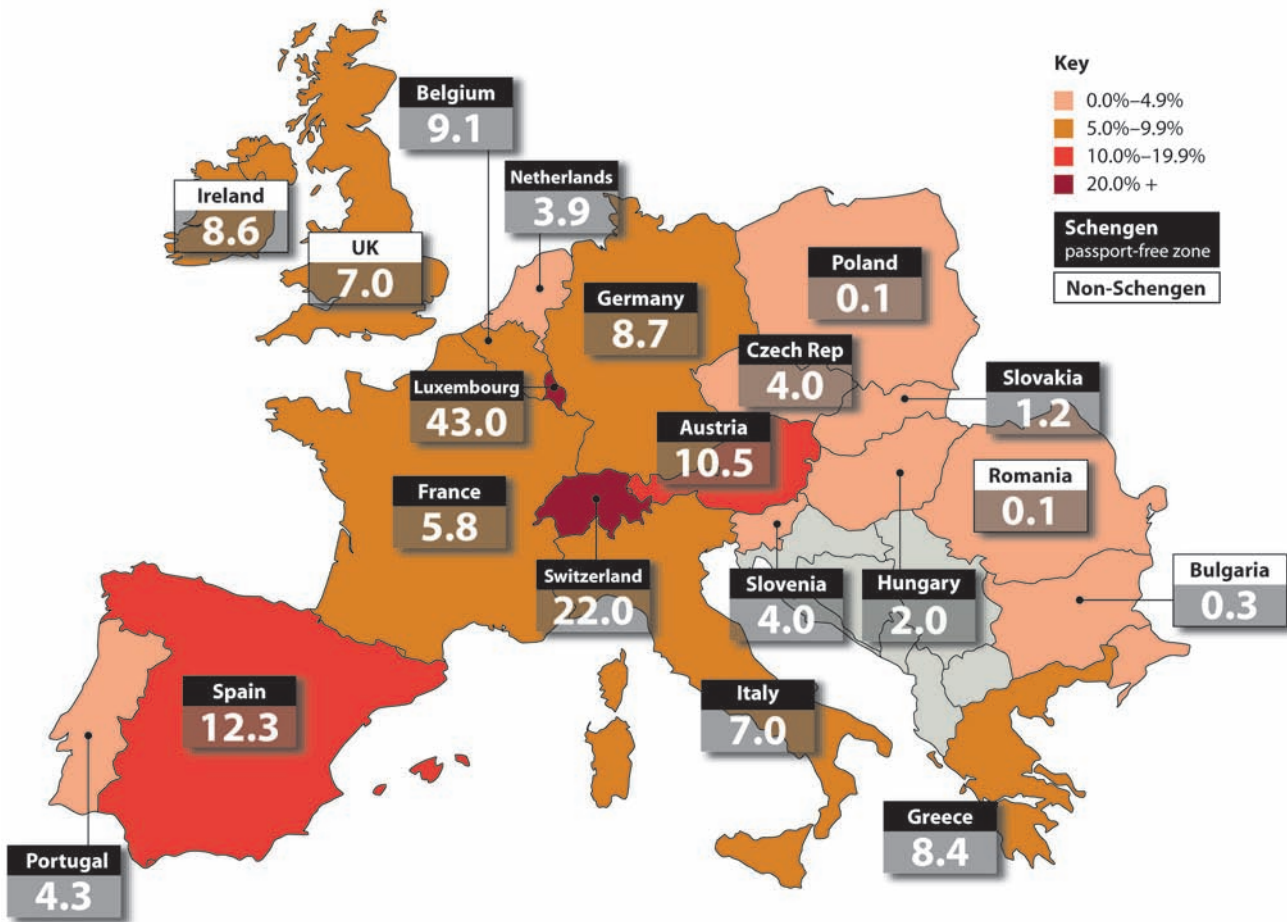 Key
0.0%–4.9%
5.0%–9.9%
10.0%–19.9%
20.0% +
Schengen
passport-free zone
Non-Schengen
Belgium
9.1
Netherlands
3.9
Ireland
8.6
UK
7.0
Germany
8.7
Poland
0.1
Czech Rep
4.0
Slovakia
1.2
Luxembourg
43.0
Austria
10.5
France
5.8
Romania
0.1
Switzerland
22.0
Slovenia
4.0
Hungary
2.0
Bulgaria
0.3
Spain
12.3
Italy
7.0
Greece
8.4
Portugal
4.3